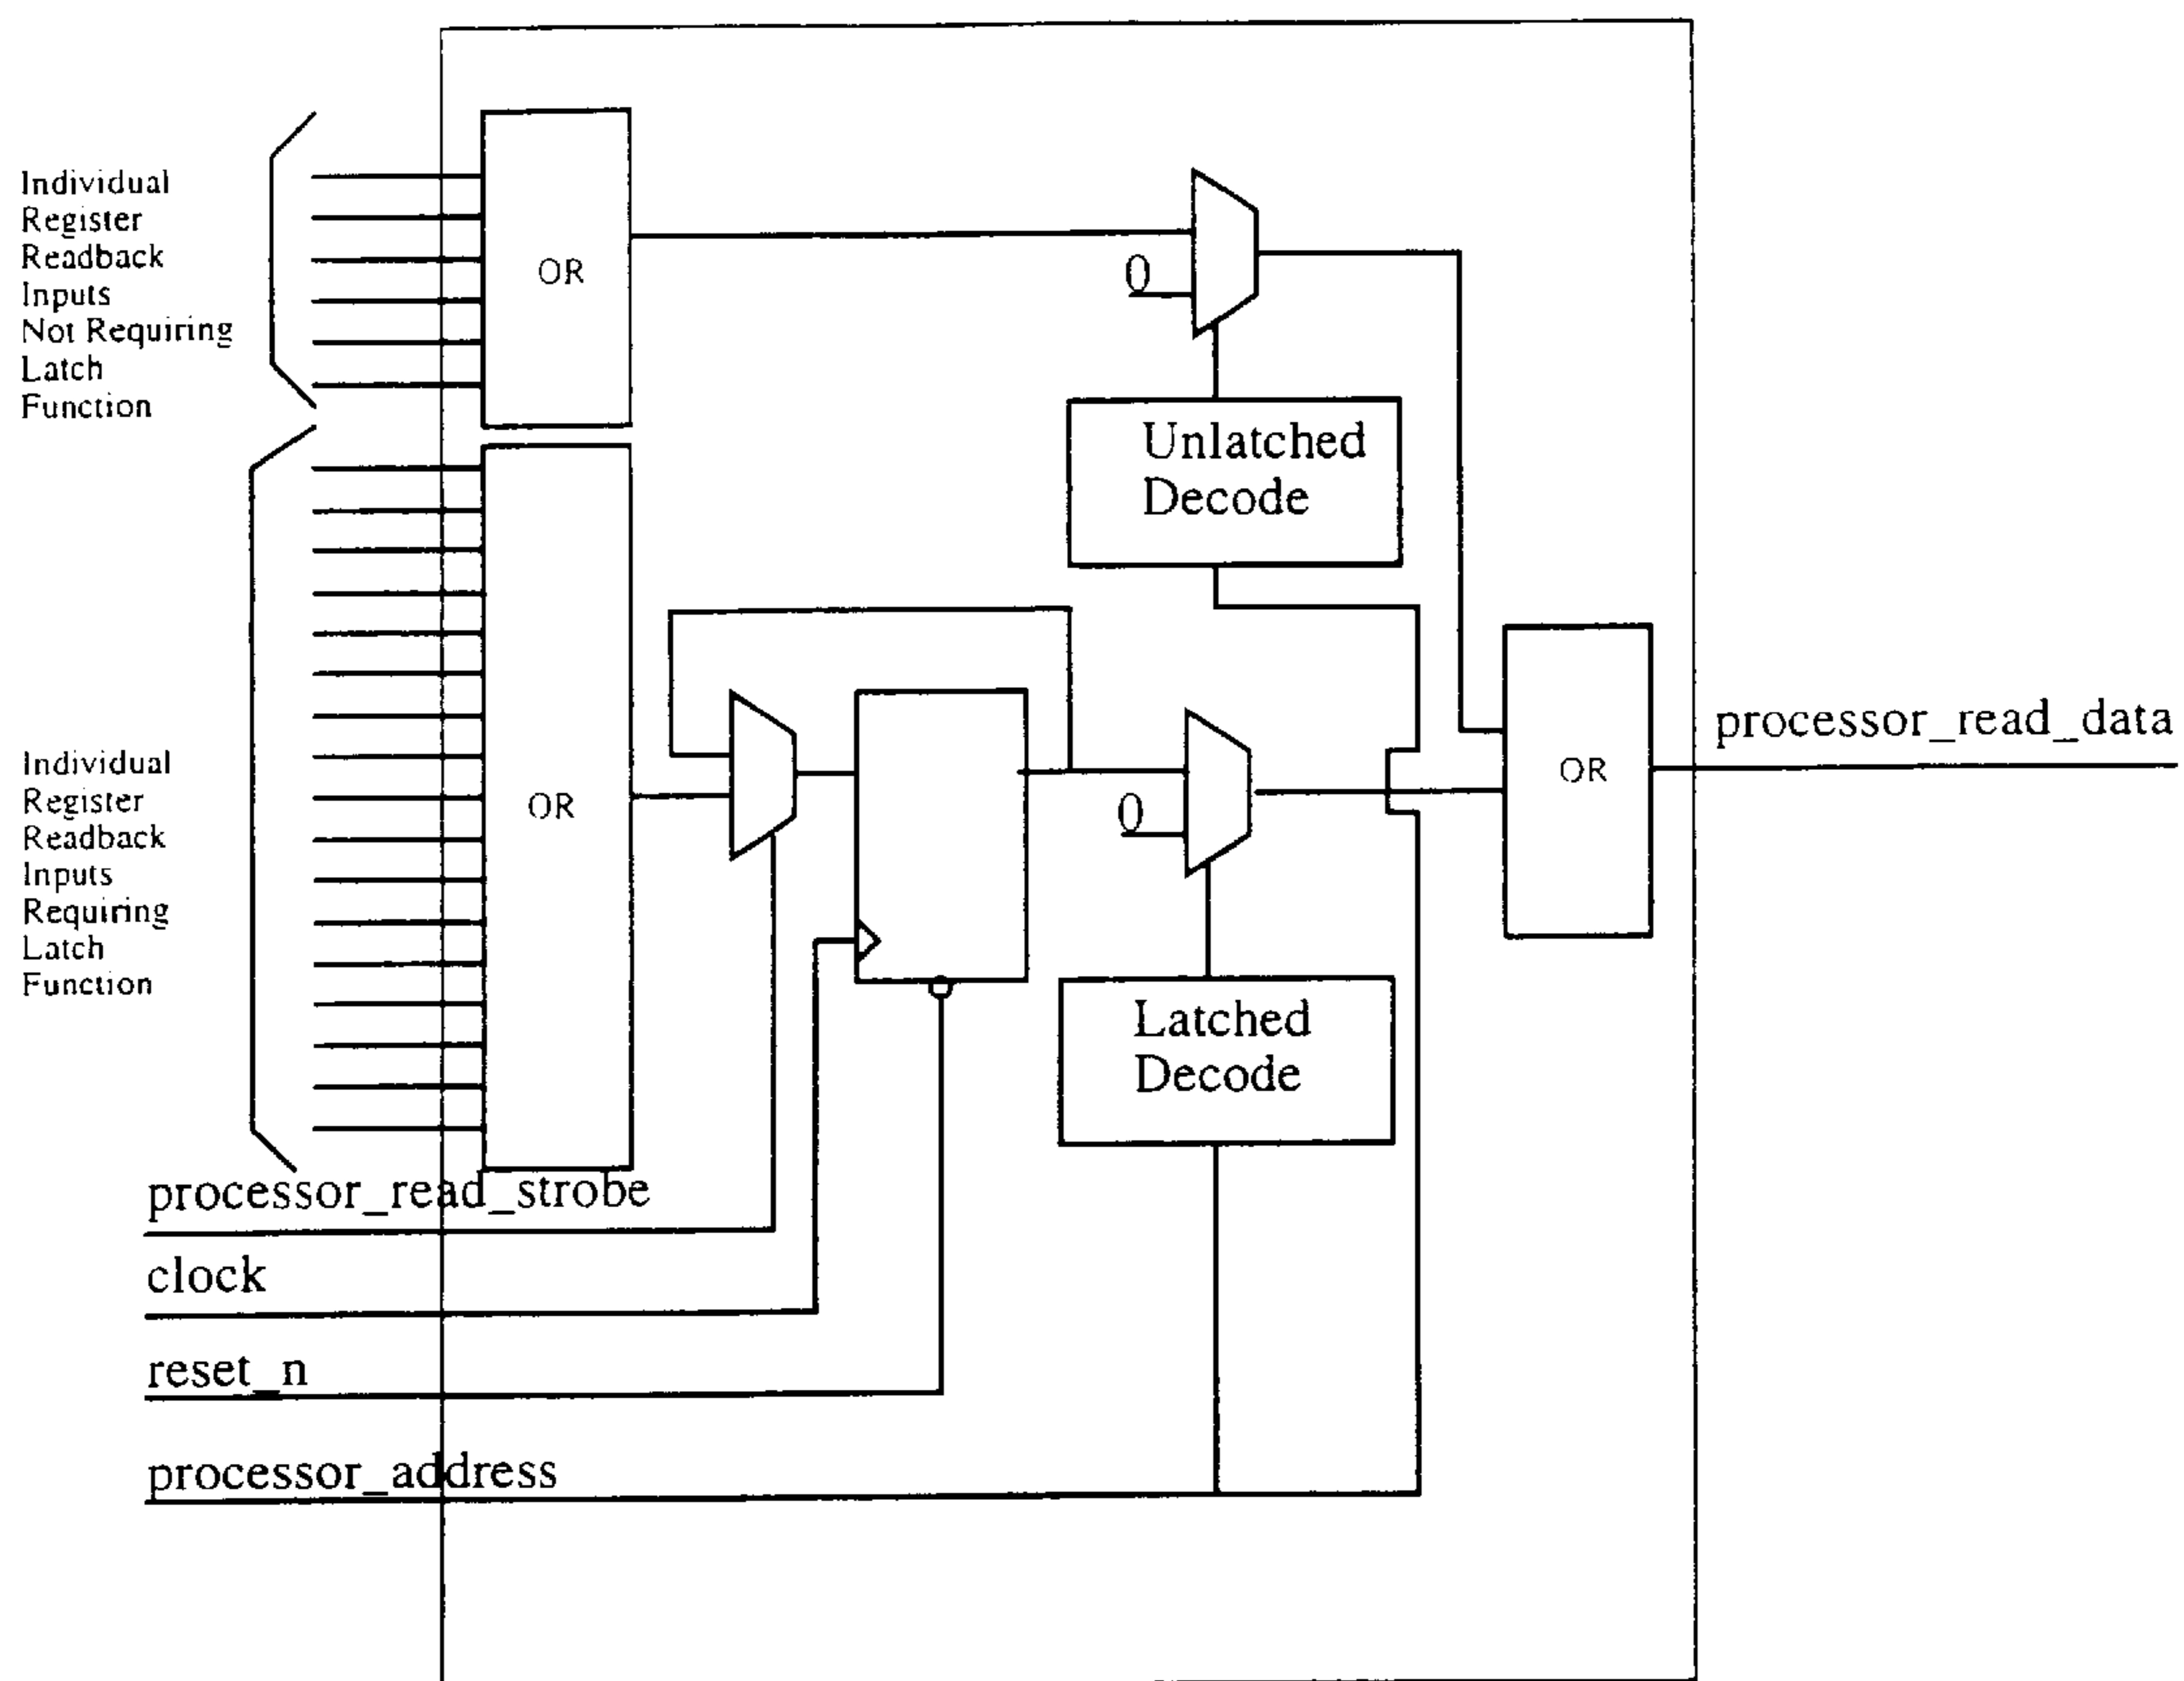 Individual
Register
Readback
Inputs
Not Requiring
Latch
Function
OR
0
Unlatched
Decode
Individual
Register
Readback
Inputs
Requiring
Latch
Function
OR
0
OR
processor_read_data
Latched
Decode
processor_read_strobe
clock
reset_n
processor_address